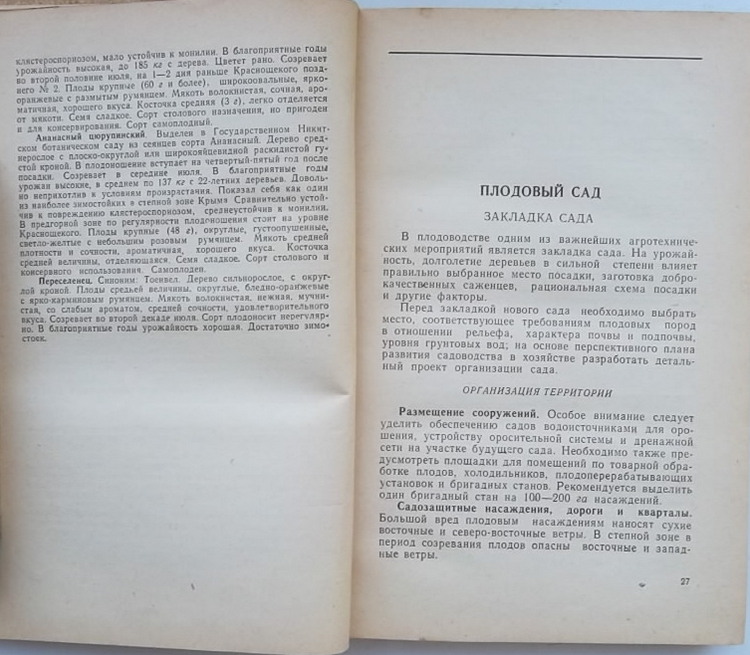 клястероспориозом, мало устойчив к монилии. В благоприятные годы
урожайность высокая, до 185 кг с дерева. Цветет рано. Созревает
во второй половине июля, на 1—2 дня раньше Краснощекого позд-
него № 2. Плоды крупные (60 г и более), широкоовальные, ярко-
оранжевые с размытым румянцем. Мякоть волокнистая, сочная, аро-
матичная, хорошего вкуса. Косточка средняя (3 г), легко отделяется
от мякоти. Семя сладкое. Сорт столового назначения, но пригоден
и для консервирования. Сорт самоплодный.
Ананасный цюрупинский. Выделен в Государственном Никит-
ском ботаническом саду из сеянцев сорта Ананасный. Дерево сред-
нерослое с плоско-округлой или широкояйцевидной раскидистой гу-
стой кроной. В плодоношение вступает на четвертый-пятый год после
посадки. Созревает в середине июля. В благоприятные годы
урожаи высокие, в среднем по 137 кг с 22-летних деревьев. Доволь-
но неприхотлив к условиям произрастания. Показал себя как один
из наиболее зимостойких в степной зоне Крыма Сравнительно устой-
чив к повреждению клястероспориозом, среднеустойчив к монилии.
В предгорной зоне по регулярности плодоношения стоит на уровне
Краснощекого. Плоды крупные (48 г), округлые, густоопушенные,
светло-желтые с небольшим розовым румянцем. Мякоть средней
плотности и сочности, ароматичная, хорошего вкуса. Косточка
средней величины, отделяющаяся. Семя сладкое. Сорт столового и
консервного использования. Самоплоден.
Переселенец. Синоним: Гоенвел. Дерево сильнорослое, с округ-
лой кроной. Плоды средней величины, округлые, бледно-оранжевые
с ярко-карминовым румянцем. Мякоть волокнистая, нежная, мучни-
стая, со слабым ароматом, средней сочности, удовлетворительного
вкуса. Созревает во второй декаде июля. Сорт плодоносит нерегуляр-
но. В благоприятные годы урожайность хорошая. Достаточно зимо-
стоек.
ПЛОДОВЫЙ САД
ЗАКЛАДКА САДА
В плодоводстве одним из важнейших агротехниче-
ских мероприятий является закладка сада. На урожай-
ность, долголетие деревьев в сильной степени влияет
правильно выбранное место посадки, заготовка добро-
качественных саженцев, рациональная схема посадки
и другие факторы.
Перед закладкой нового сада необходимо выбрать
место, соответствующее требованиям плодовых пород
в отношении рельефа, характера почвы и подпочвы,
уровня грунтовых вод; на основе перспективного плана
развития садоводства в хозяйстве разработать деталь-
ный проект организации сада.
ОРГАНИЗАЦИЯ ТЕРРИТОРИИ
Размещение сооружений. Особое внимание следует
уделить обеспечению садов водоисточниками для оро-
шения, устройству оросительной системы и дренажной
сети на участке будущего сада. Необходимо также пре-
дусмотреть площадки для помещений по товарной обра-
ботке плодов, холодильников, плодоперерабатывающих
установок и бригадных станов. Рекомендуется выделить
один бригадный стан на 100—200 га насаждений.
Садозащитные насаждения, дороги и кварталы.
Большой вред плодовым насаждениям наносят сухие
восточные и северо-восточные ветры. В степной зоне в
период созревания плодов опасны восточные и запад-
ные ветры.
27